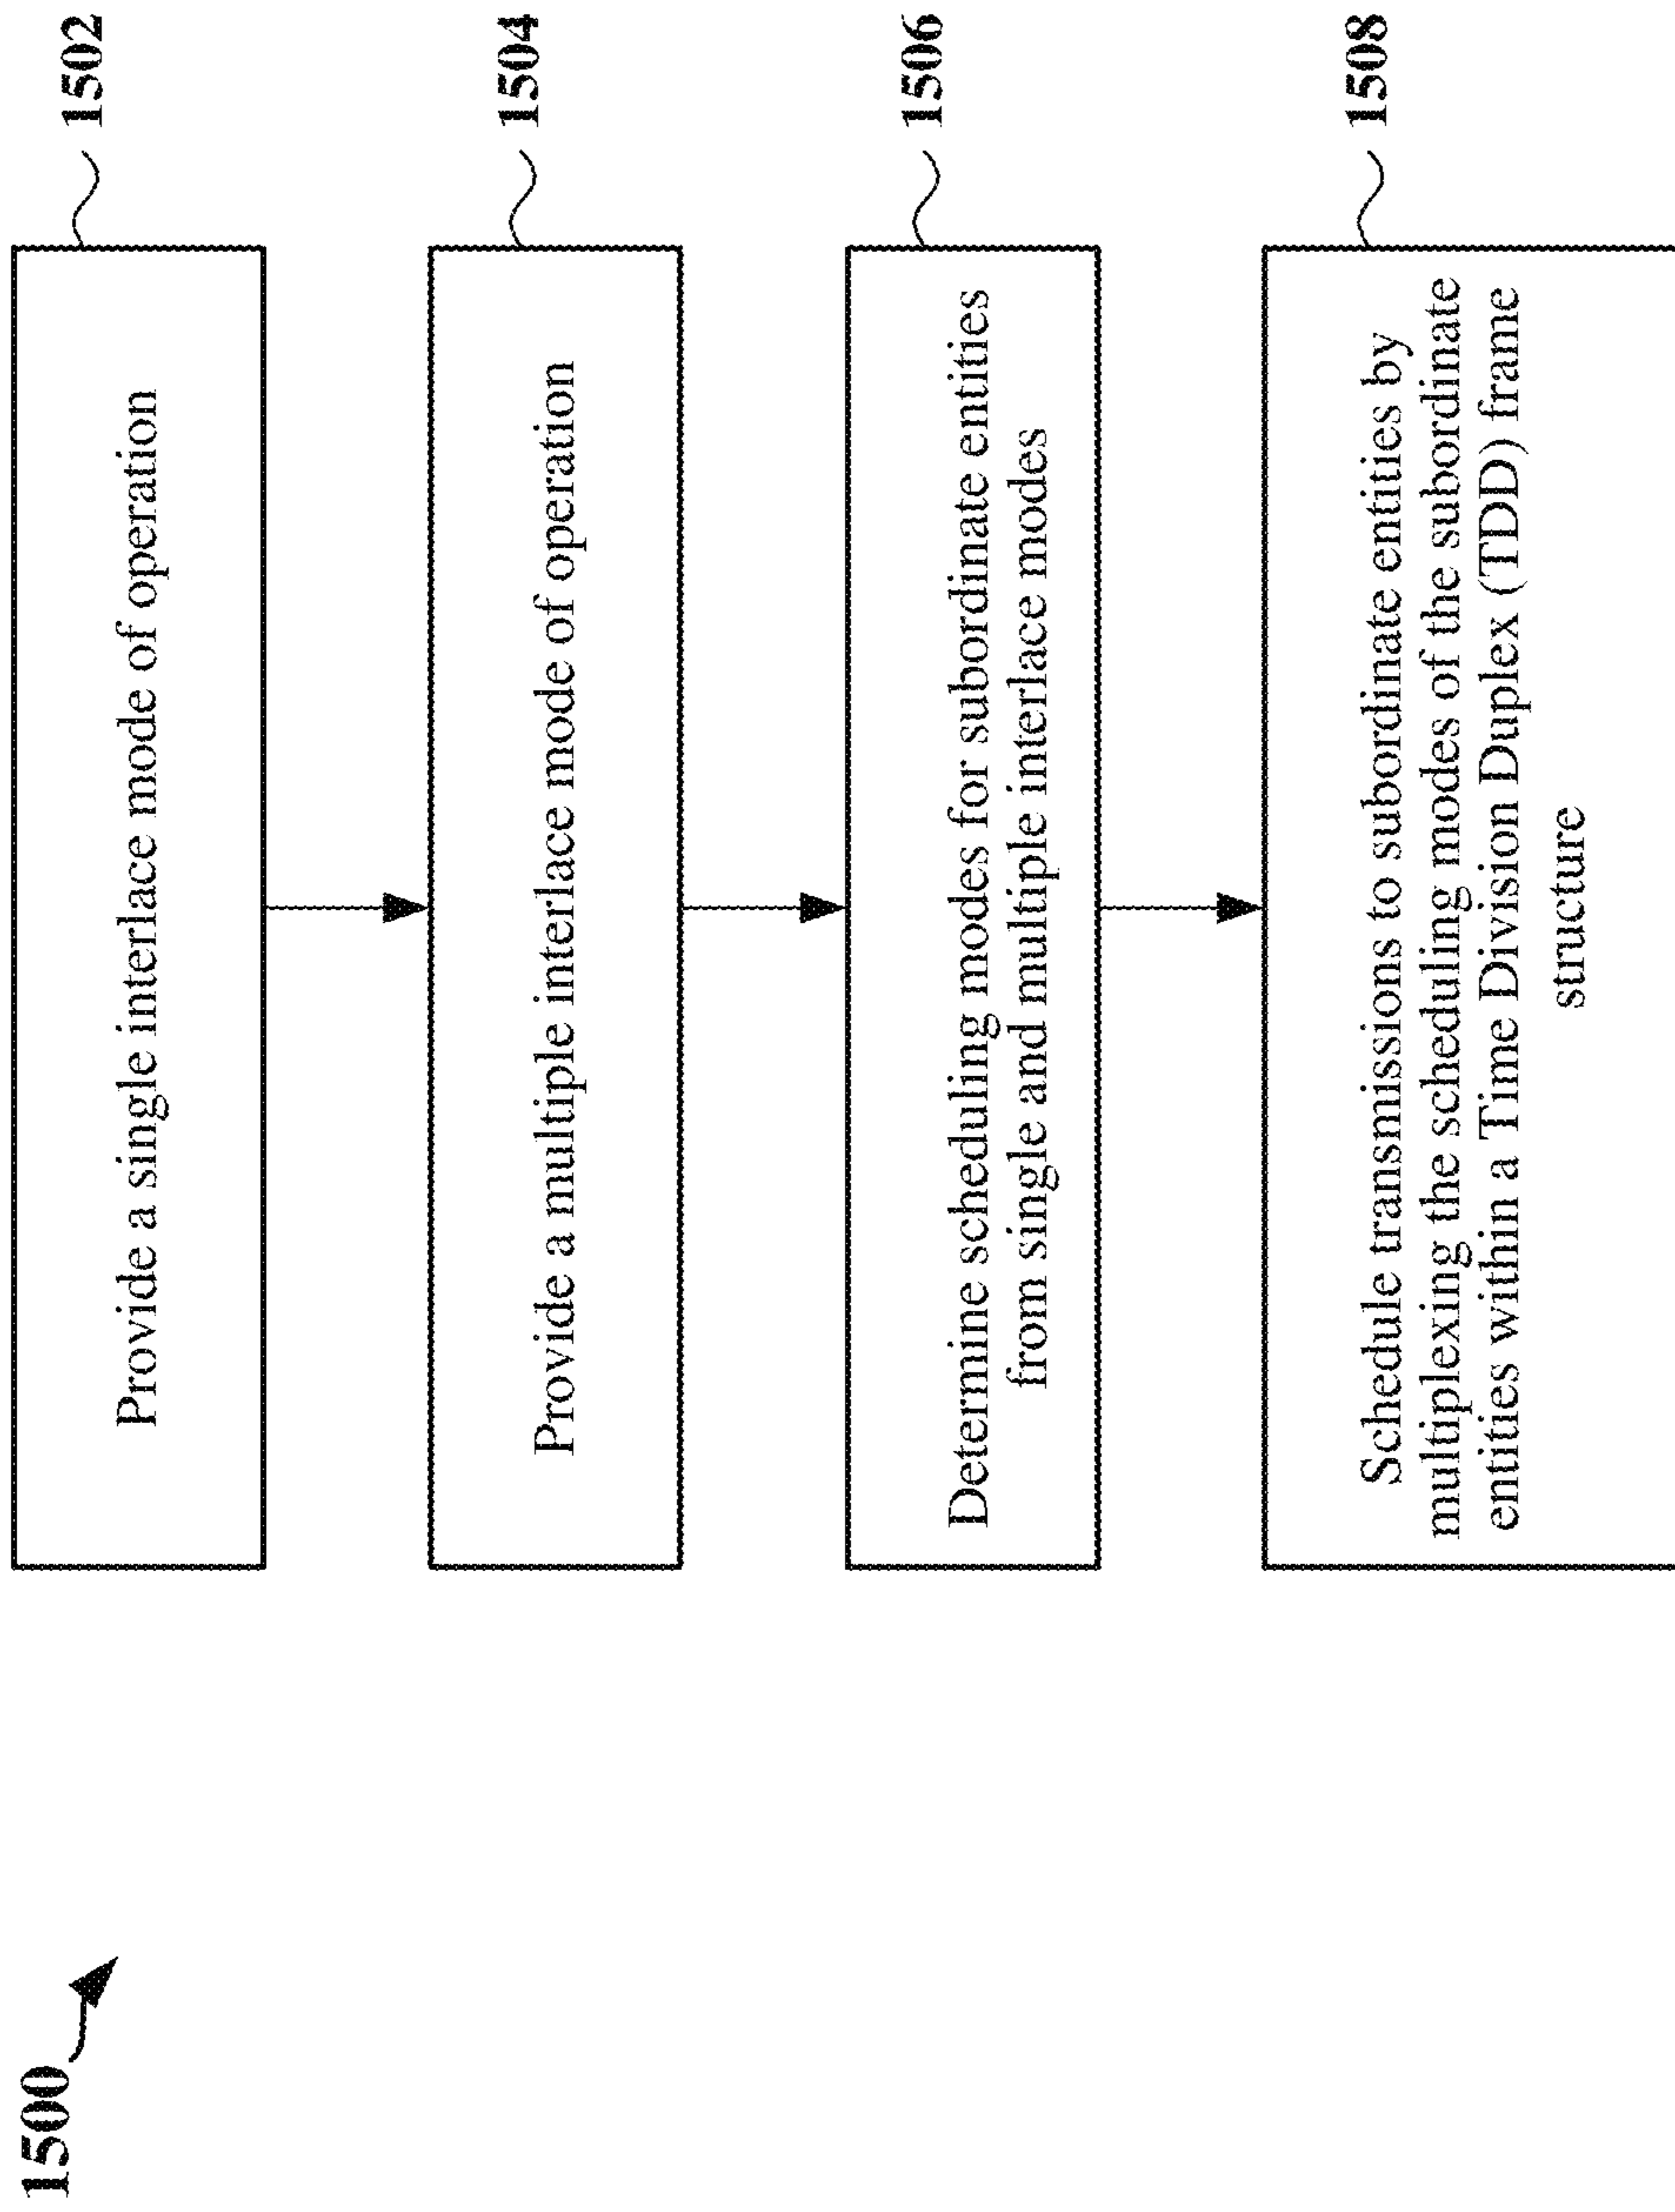 1500
Provide a single interlace mode of operation
1502
Provide a multiple interlace mode of operation
1504
Determine scheduling modes for subordinate entities
from single and multiple interlace modes
1506
Schedule transmissions to subordinate entities by
multiplexing the scheduling modes of the subordinate
entities within a Time Division Duplex (TDD) frame
structure
1508